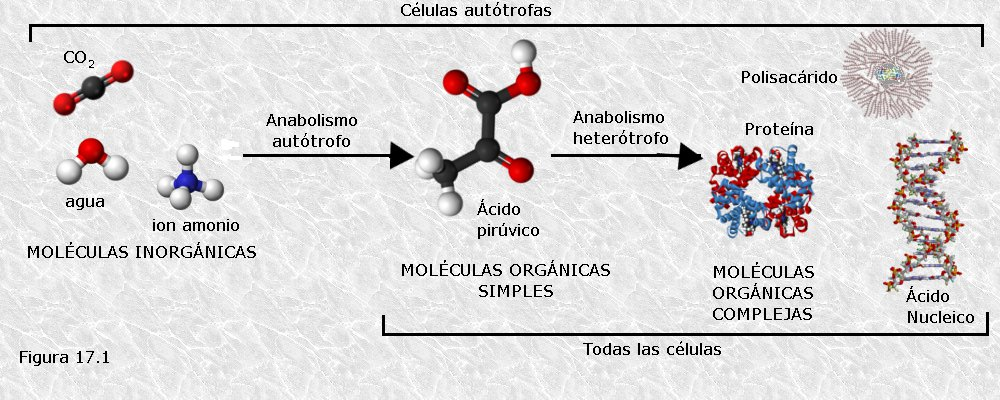 Células autótrofas
CO2
agua
ion amonio
MOLÉCULAS INORGÁNICAS
Anabolismo
autótrofo
Ácido
pirúvico
MOLÉCULAS ORGÁNICAS
SIMPLES
Anabolismo
heterótrofo
Polisacárido
Proteína
MOLÉCULAS
ORGÁNICAS
COMPLEJAS
Ácido
Nucleico
Todas las células
Figura 17.1